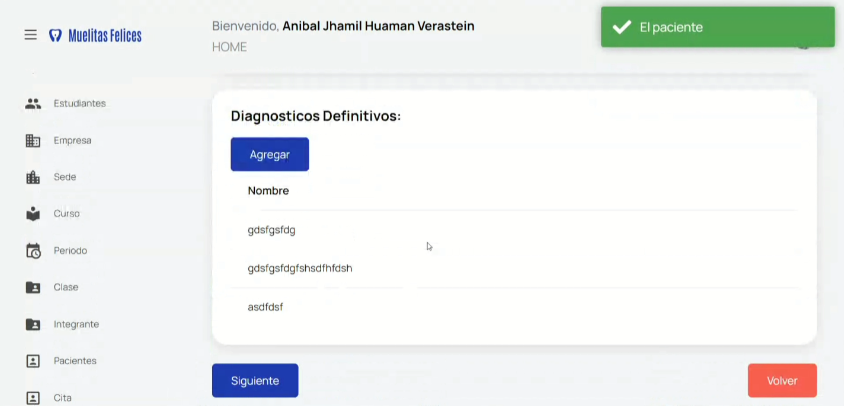 Muelitas Felices
Bienvenido, Anibal Jhamil Huaman Verastein
HOME
El paciente
Estudiantes
Empresa
Sede
Curso
Periodo
Clase
Integrante
Pacientes
Cita
Diagnosticos Definitivos:
Agregar
Nombre
gdsfgsfdg
gdsfgsfdgfshsdfhfdsh
asdfdsf
Siguiente
Volver